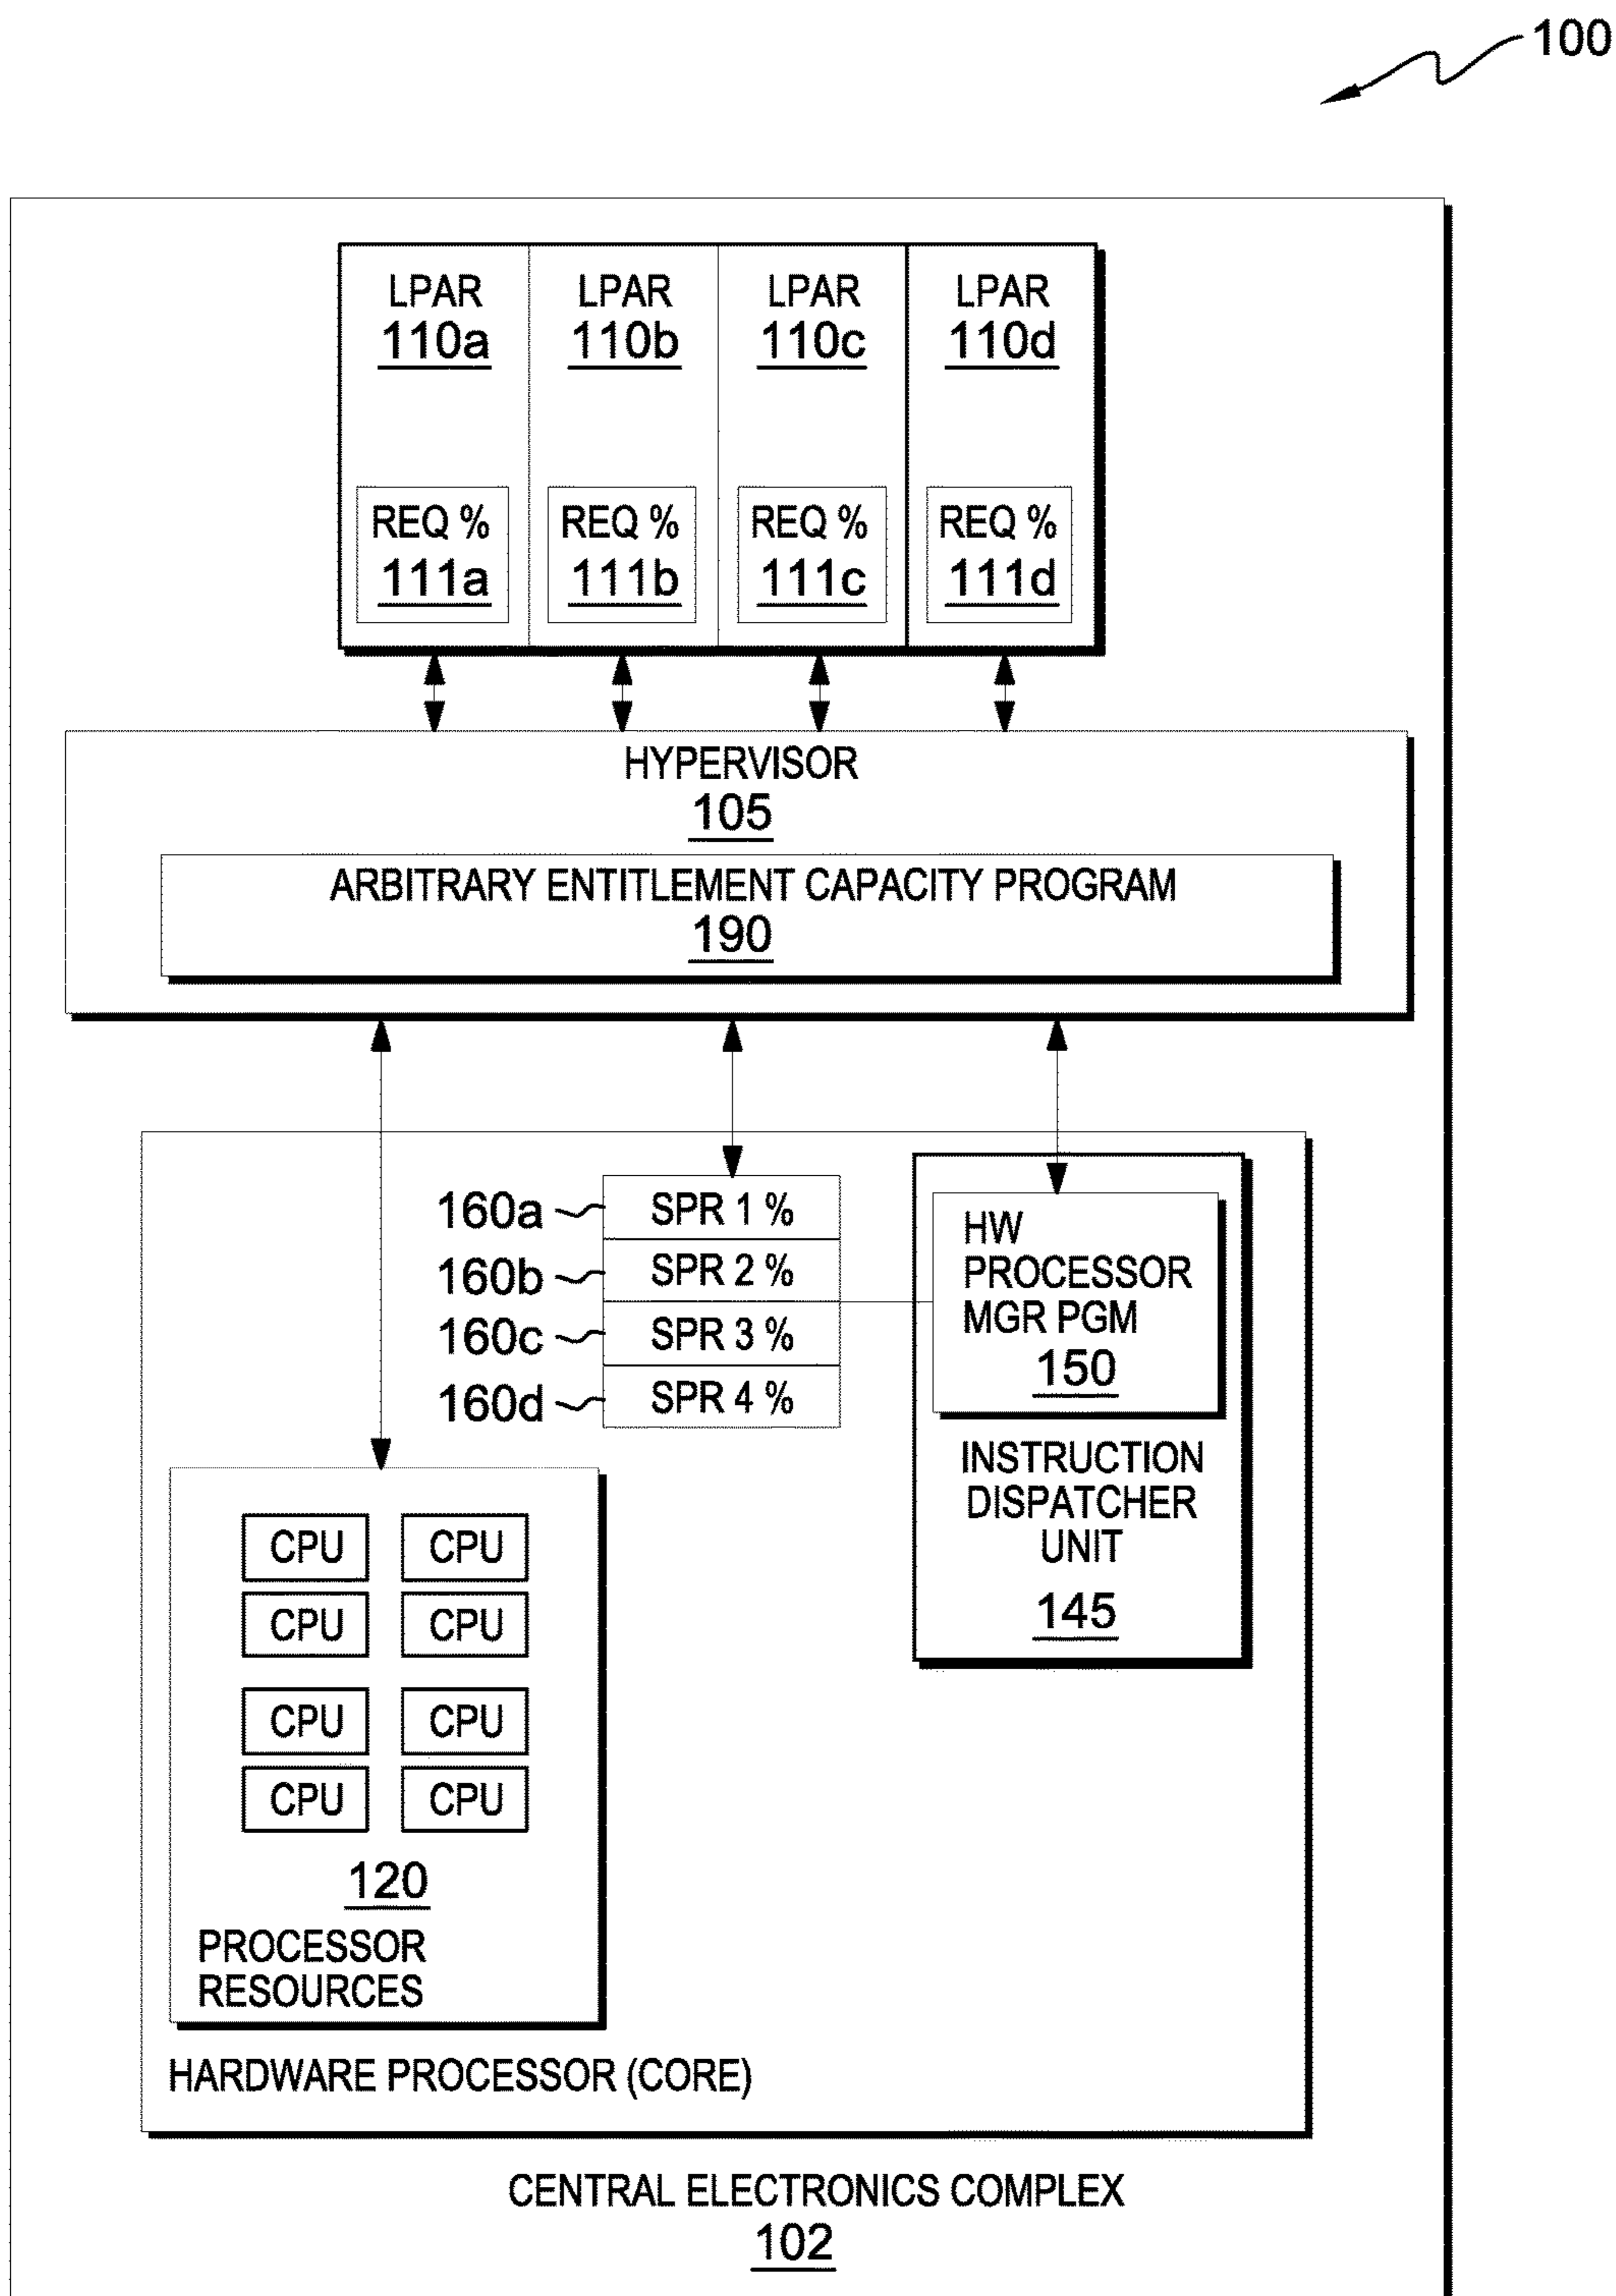 100
LPAR LPAR LPAR LPAR
110a 110b 110c 110d
REQ % REQ % REQ % REQ %
111a 111b 111c 111d
HYPERVISOR
105
ARBITRARY ENTITLEMENT CAPACITY PROGRAM
190
160a SPR 1 %
160b SPR 2 %
160c SPR 3 %
160d SPR 4 %
HW
PROCESSOR
MGR PGM
150
INSTRUCTION
DISPATCHER
UNIT
145
CPU CPU
CPU CPU
CPU CPU
CPU CPU
120
PROCESSOR
RESOURCES
HARDWARE PROCESSOR (CORE)
CENTRAL ELECTRONICS COMPLEX
102